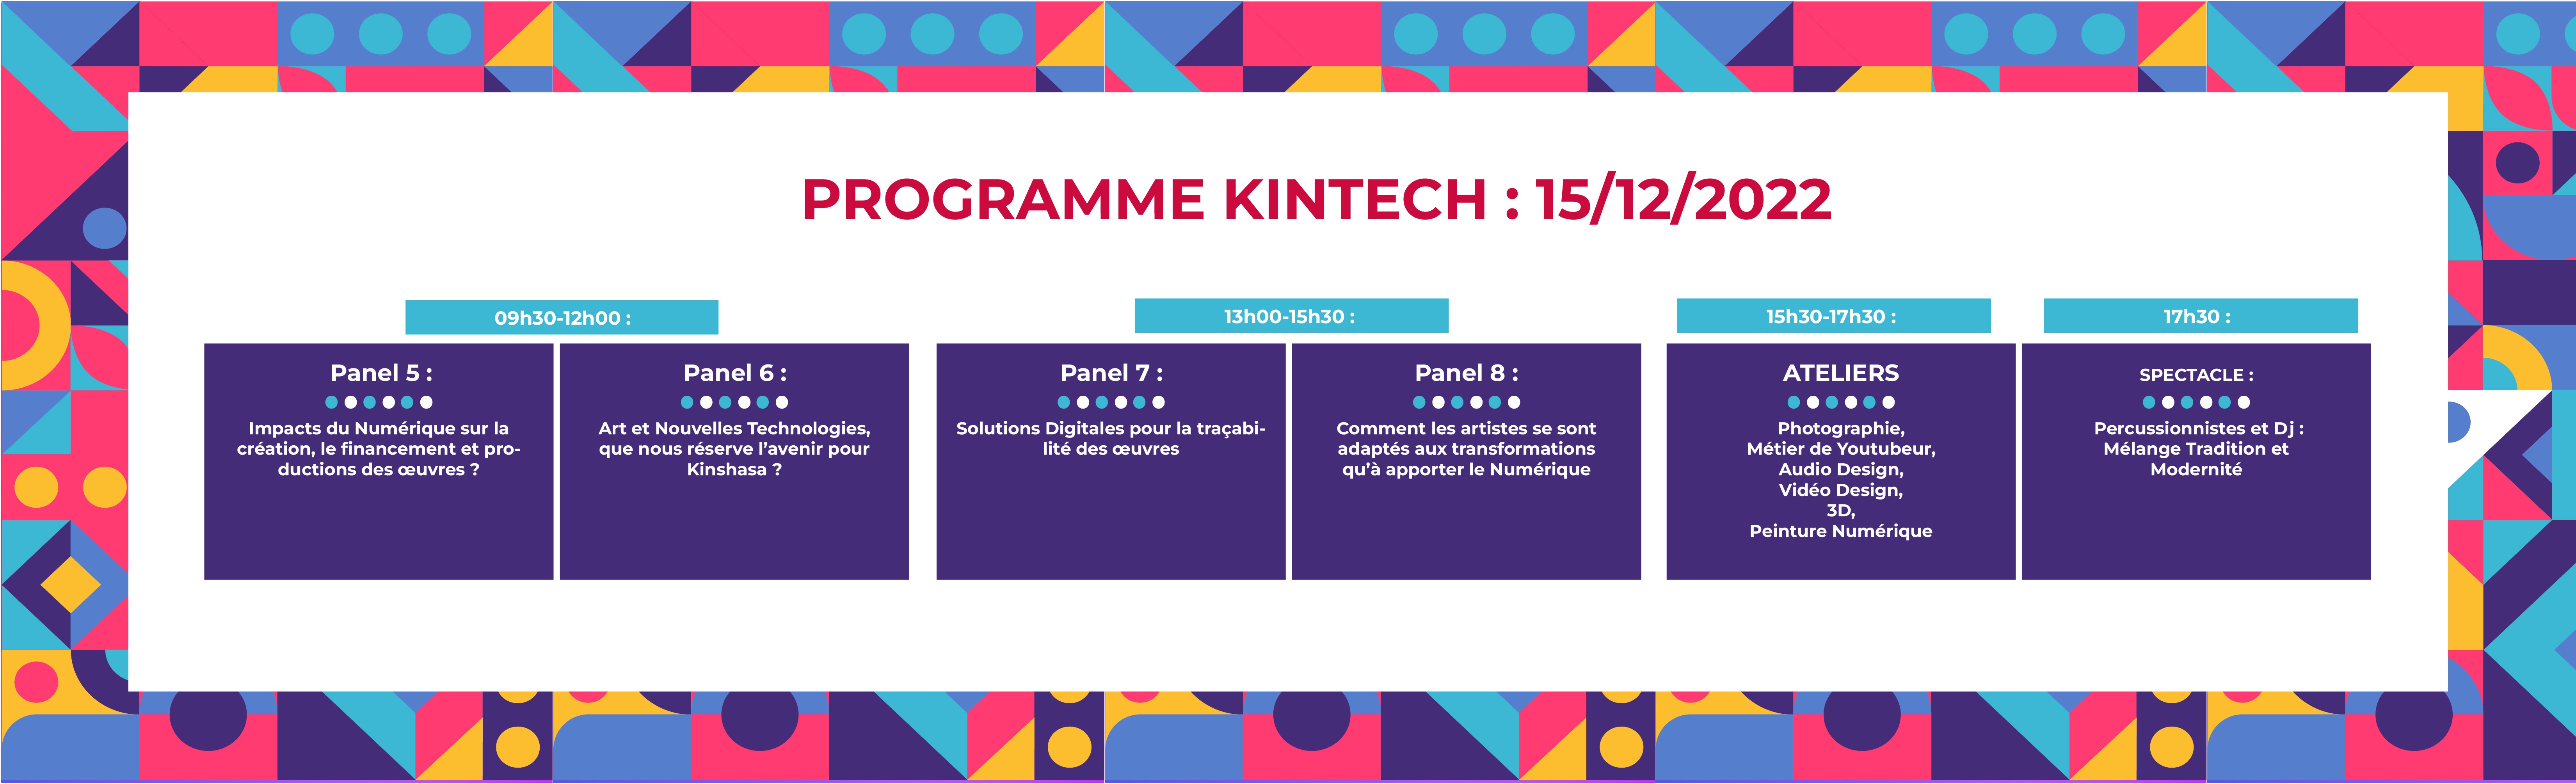 PROGRAMME KINTECH : 15/12/2022
09h30-12h00 :
Panel 5 :
Impacts du Numérique sur la
création, le financement et pro-
ductions des œuvres ?
Panel 6 :
Art et Nouvelles Technologies,
que nous réserve l’avenir pour
Kinshasa ?
13h00-15h30 :
Panel 7 :
Solutions Digitales pour la traçabi-
lité des œuvres
Panel 8 :
Comment les artistes se sont
adaptés aux transformations
qu’à apporter le Numérique
15h30-17h30 :
ATELIERS
Photographie,
Métier de Youtubeur,
Audio Design,
Vidéo Design,
3D,
Peinture Numérique
17h30 :
SPECTACLE :
Percussionnistes et Dj :
Mélange Tradition et
Modernité